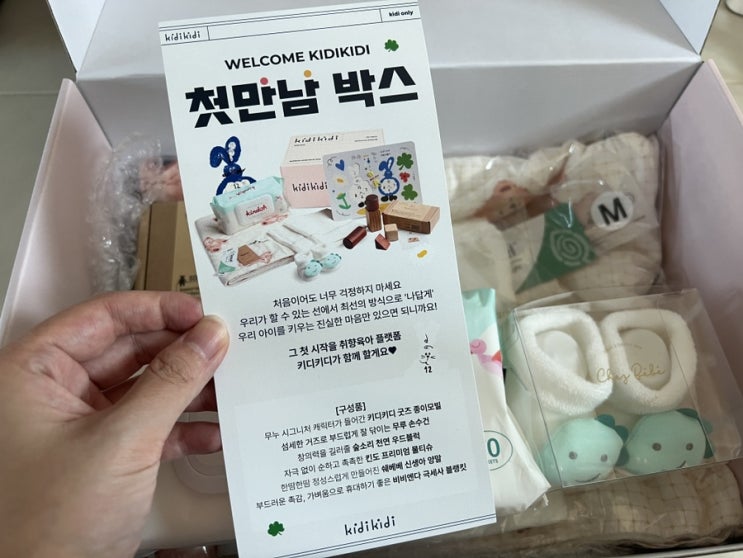 kidikidi
kidi only
WELCOME KIDIKIDI
첫만남 박스
kidikidi
kidikidi
처음이어도 너무 걱정하지 마세요
우리가 할 수 있는 선에서 최선의 방식으로 '나답게'
우리 아이를 키우는 진실한 마음만 있으면 되니까요!
그 첫 시작을 취향육아 플랫폼
키디키디가 함께 할게요♥
12
[구성품]
무누 시그니처 캐릭터가 들어간 키디키디 굿즈 종이모빌
섬세한 거즈로 부드럽게 잘 닦이는 무루 손수건
창의력을 길러줄 숲소리 천연 우드블럭
자극 없이 순하고 촉촉한 킨도 프리미엄 물티슈
한땀한땀 정성스럽게 만들어진 쉐베베 신생아 양말
부드러운 촉감, 가벼움으로 휴대하기 좋은 비비앤다 국세사 블랭킷
kidikidi
M
Chez Bébé